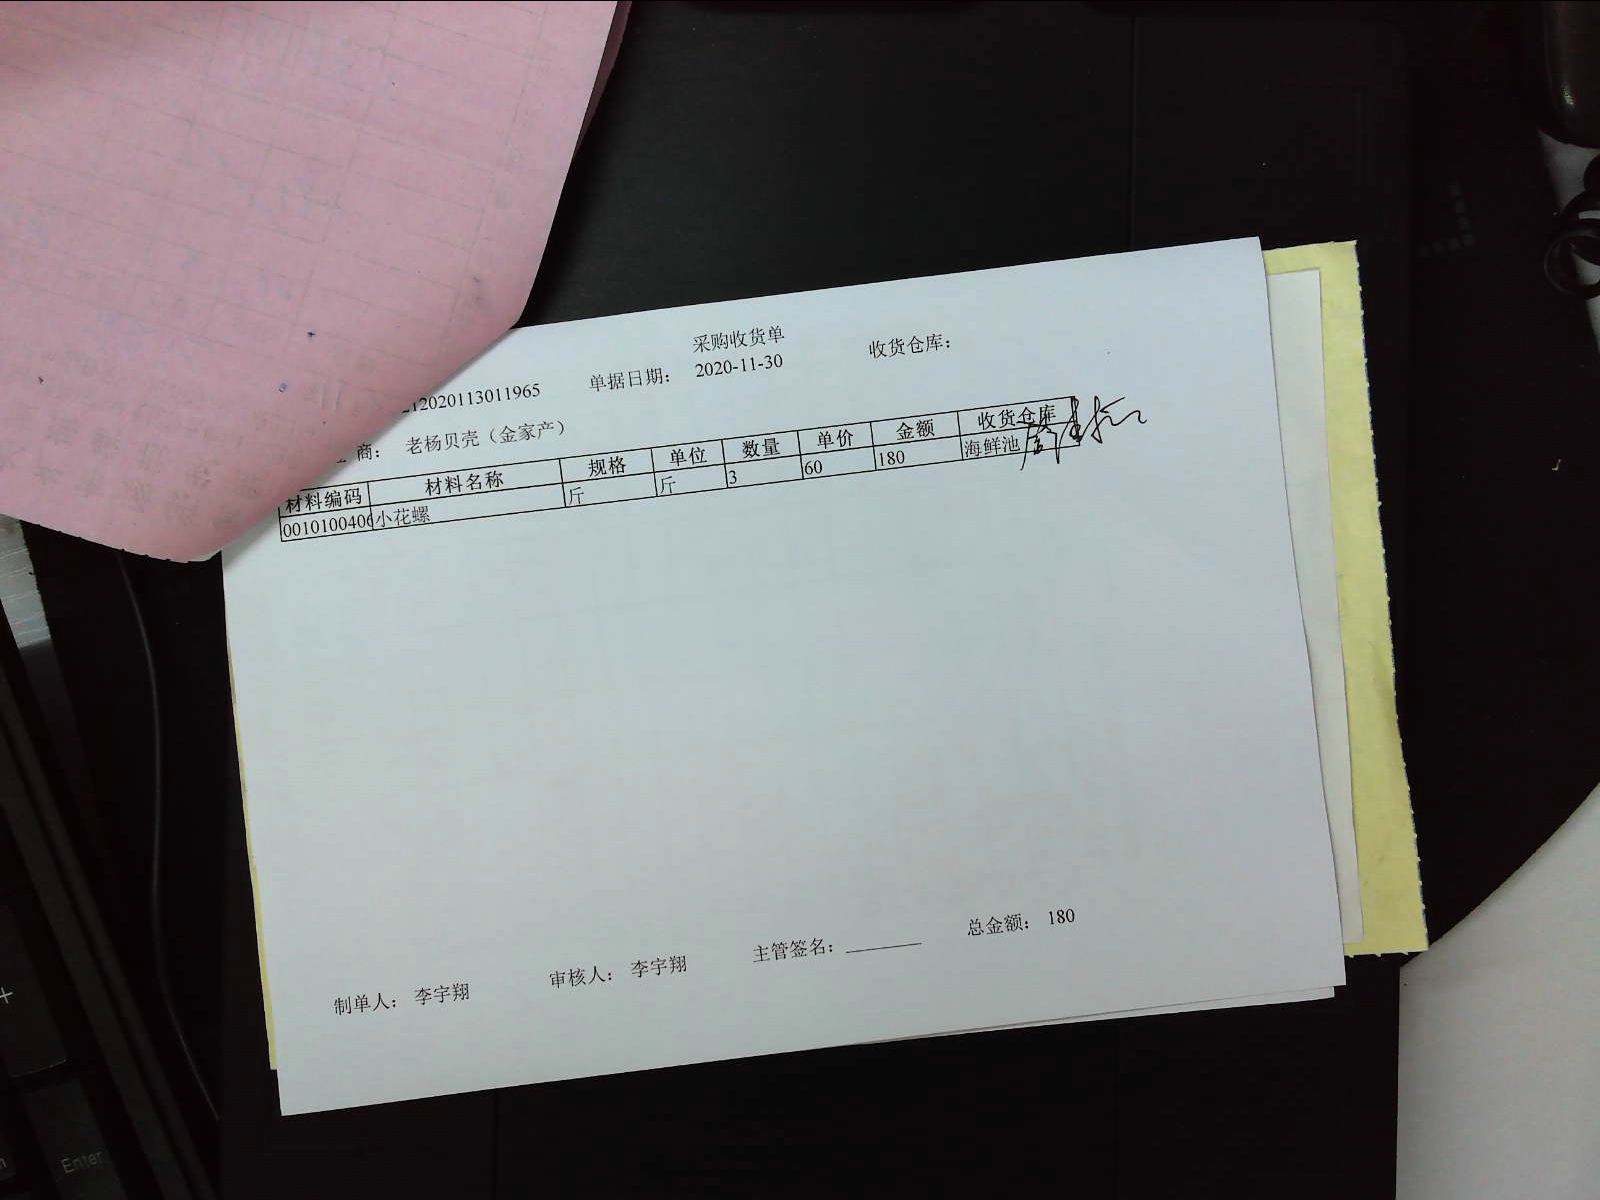 采购收货单
2020113011965 单据日期： 2020-11-30 收货仓库：
商： 老杨贝壳（金家产）
材料编码 材料名称 规格 单位 数量 单价 金额 收货仓库
0010100406 小花螺 斤 斤 3 60 180 海鲜池
制单人： 李宇翔 审核人： 李宇翔 主管签名： 总金额： 180
Enter